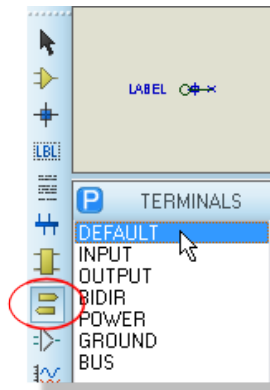 LABEL
LBL
P TERMINALS
DEFAULT
INPUT
OUTPUT
BIDIR
POWER
GROUND
BUS